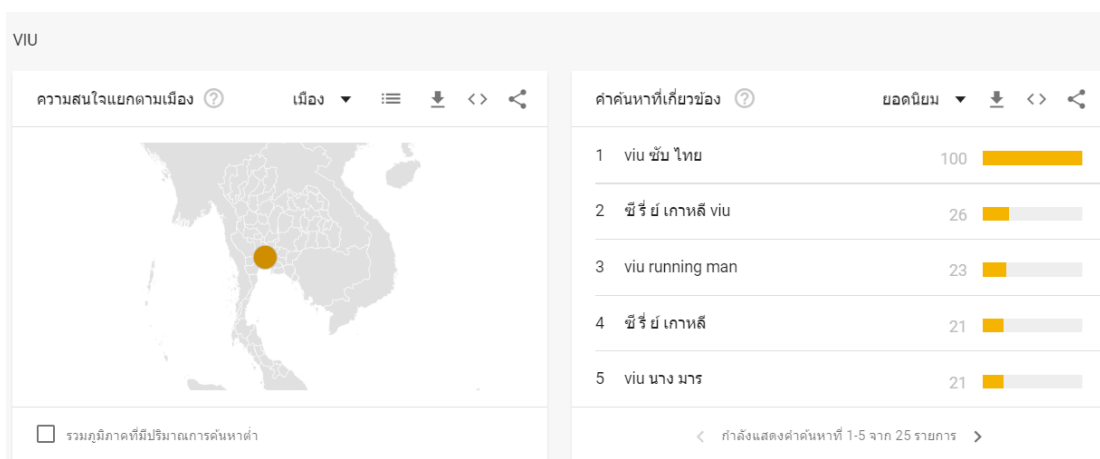 VIU
ความสนใจแยกตามเมือง
เมือง
คำค้นหาที่เกี่ยวข้อง
ยอดนิยม
1 viu ซับ ไทย 100
2 ซี รี่ ย์ เกาหลี viu 26
3 viu running man 23
4 ซี รี่ ย์ เกาหลี 21
5 viu นาง มาร 21
รวมภูมิภาคที่มีปริมาณการค้นหาต่ำ
กำลังแสดงคำค้นหาที่ 1-5 จาก 25 รายการ